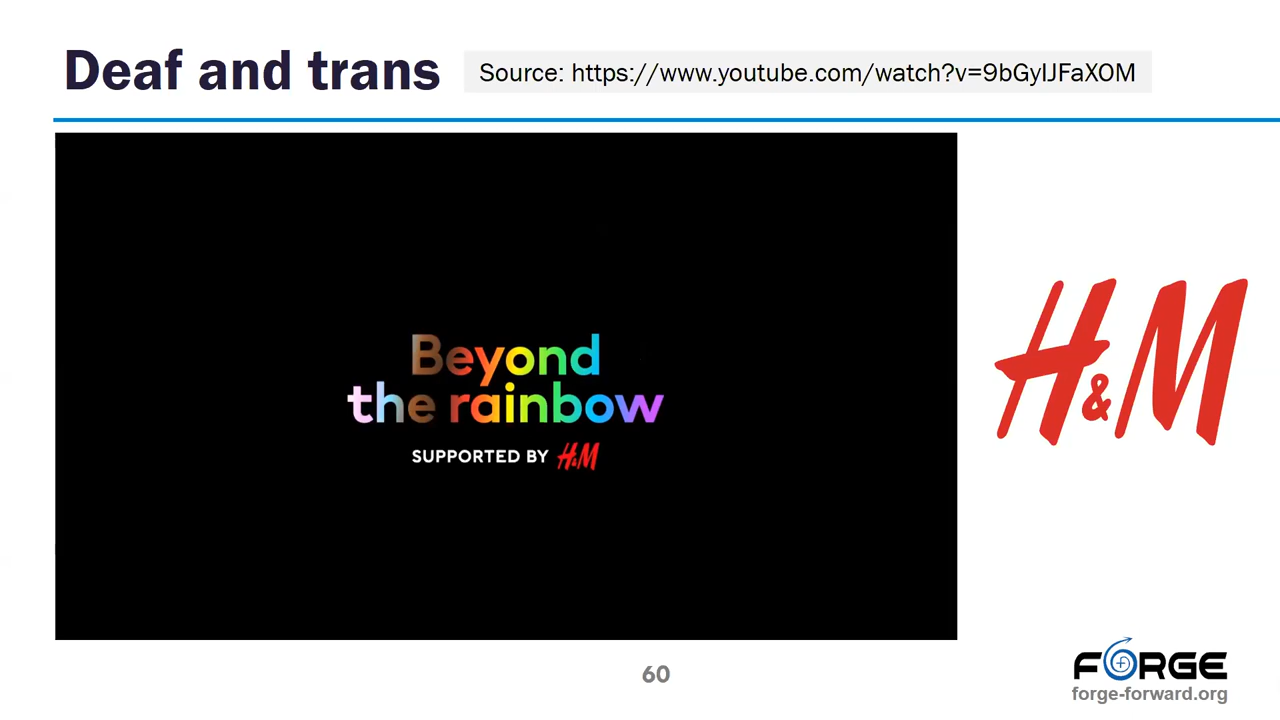 Deaf and trans
Source: https://www.youtube.com/watch?v=9bGyIJFaXOM
Beyond
the rainbow
SUPPORTED BY H&M
H&M
60
FORGE
forge-forward.org